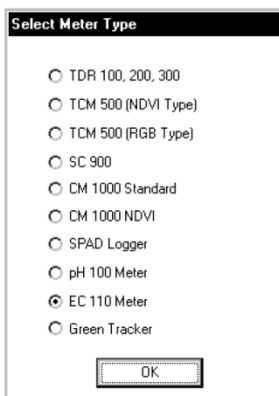 Select Meter Type
TDR 100, 200, 300
TCM 500 (NDVI Type)
TCM 500 (RGB Type)
SC 900
CM 1000 Standard
CM 1000 NDVI
SPAD Logger
pH 100 Meter
EC 110 Meter
Green Tracker
OK